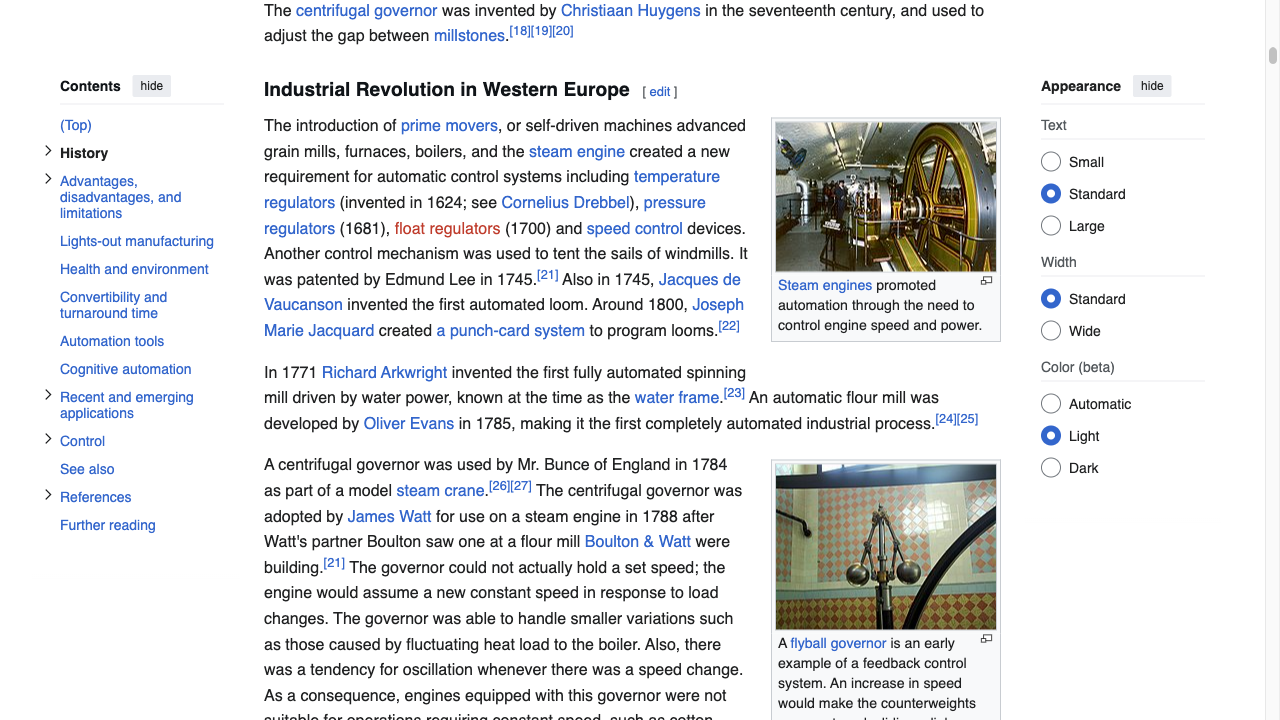 The centrifugal governor was invented by Christiaan Huygens in the seventeenth century, and used to
adjust the gap between millstones.[18][19][20]
Contents hide
(Top)
History
Advantages,
disadvantages, and
limitations
Lights-out manufacturing
Health and environment
Convertibility and
turnaround time
Automation tools
Cognitive automation
Recent and emerging
applications
Control
See also
References
Further reading
Industrial Revolution in Western Europe [ edit ]
The introduction of prime movers, or self-driven machines advanced
grain mills, furnaces, boilers, and the steam engine created a new
requirement for automatic control systems including temperature
regulators (invented in 1624; see Cornelius Drebbel), pressure
regulators (1681), float regulators (1700) and speed control devices.
Another control mechanism was used to tent the sails of windmills. It
was patented by Edmund Lee in 1745.[21] Also in 1745, Jacques de
Vaucanson invented the first automated loom. Around 1800, Joseph
Marie Jacquard created a punch-card system to program looms.[22]
Steam engines promoted
automation through the need to
control engine speed and power.
In 1771 Richard Arkwright invented the first fully automated spinning
mill driven by water power, known at the time as the water frame.[23] An automatic flour mill was
developed by Oliver Evans in 1785, making it the first completely automated industrial process.[24][25]
A centrifugal governor was used by Mr. Bunce of England in 1784
as part of a model steam crane.[26][27] The centrifugal governor was
adopted by James Watt for use on a steam engine in 1788 after
Watt's partner Boulton saw one at a flour mill Boulton & Watt were
building.[21] The governor could not actually hold a set speed; the
engine would assume a new constant speed in response to load
changes. The governor was able to handle smaller variations such
as those caused by fluctuating heat load to the boiler. Also, there
was a tendency for oscillation whenever there was a speed change.
As a consequence, engines equipped with this governor were not
suitable for operations requiring constant speed, such as cotton
A flyball governor is an early
example of a feedback control
system. An increase in speed
would make the counterweights
Appearance hide
Text
Small
Standard
Large
Width
Standard
Wide
Color (beta)
Automatic
Light
Dark